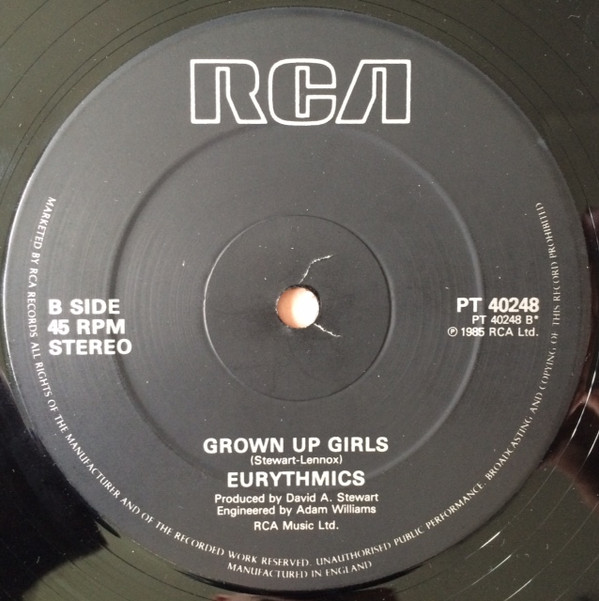 RCA
B SIDE
45 RPM
STEREO
PT 40248
PT 40248 B*
℗ 1985 RCA Ltd.
GROWN UP GIRLS
(Stewart-Lennox)
EURYTHMICS
Produced by David A. Stewart
Engineered by Adam Williams
RCA Music Ltd.
MARKETED BY RCA RECORDS ALL RIGHTS OF THE MANUFACTURER AND OF THE RECORDED WORK RESERVED. UNAUTHORISED PUBLIC PERFORMANCE. BROADCASTING AND COPYING OF THIS RECORD PROHIBITED
MANUFACTURED IN ENGLAND